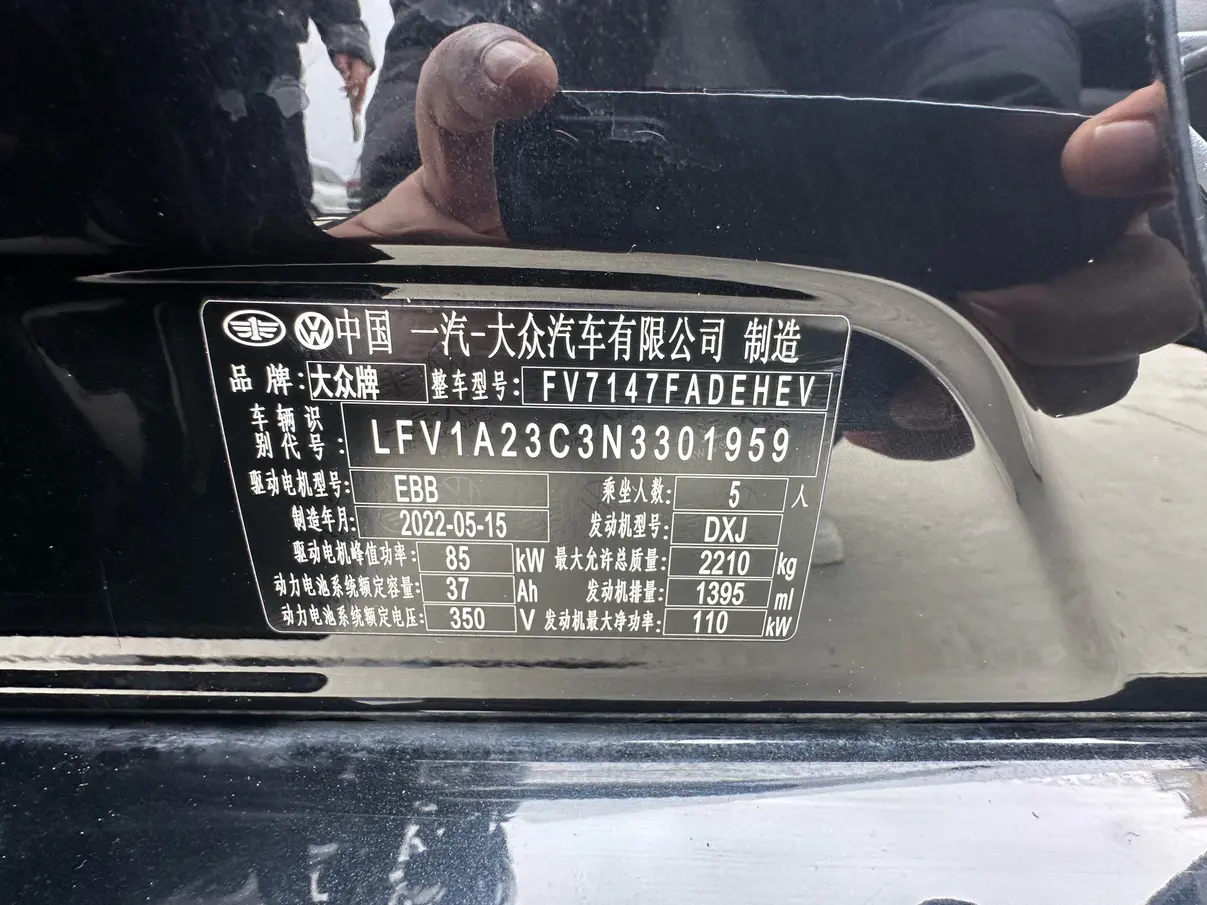 中国 一汽-大众汽车有限公司 制造
品牌:大众牌 整车型号: FV7147FADEHEV
车辆识别代号: LFV1A23C3N3301959
驱动电机型号: EBB 乘坐人数: 5 人
制造年月: 2022-05-15 发动机型号: DXJ
驱动电机峰值功率: 85 kW 最大允许总质量: 2210 kg
动力电池系统额定容量: 37 Ah 发动机排量: 1395 ml
动力电池系统额定电压: 350 V 发动机最大净功率: 110 kW